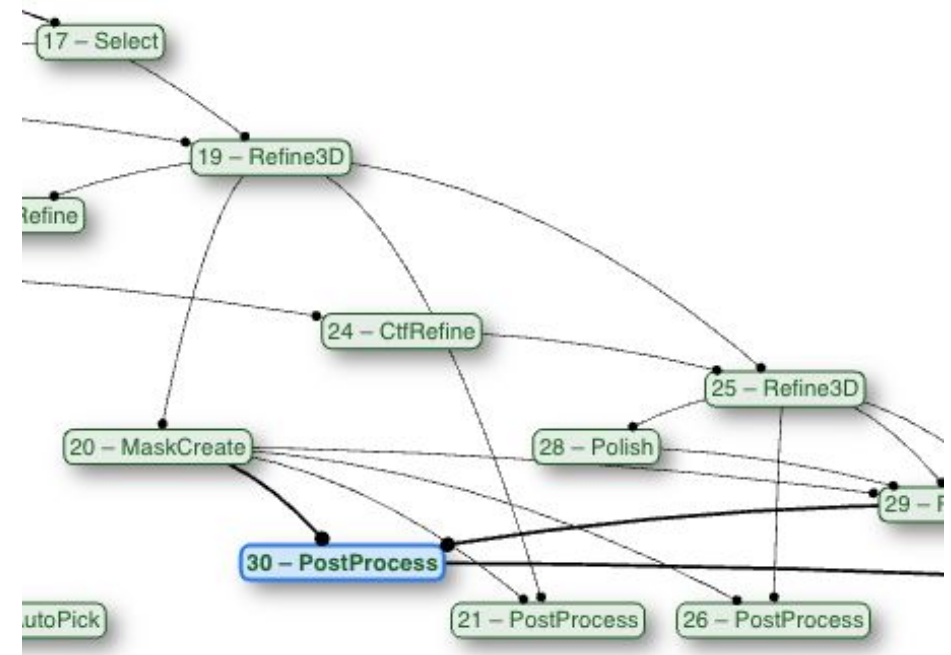 17 – Select
19 – Refine3D
Refine
24 – CtfRefine
25 – Refine3D
20 – MaskCreate
28 – Polish
29 –
30 – PostProcess
utoPick
21 – PostProcess
26 – PostProcess